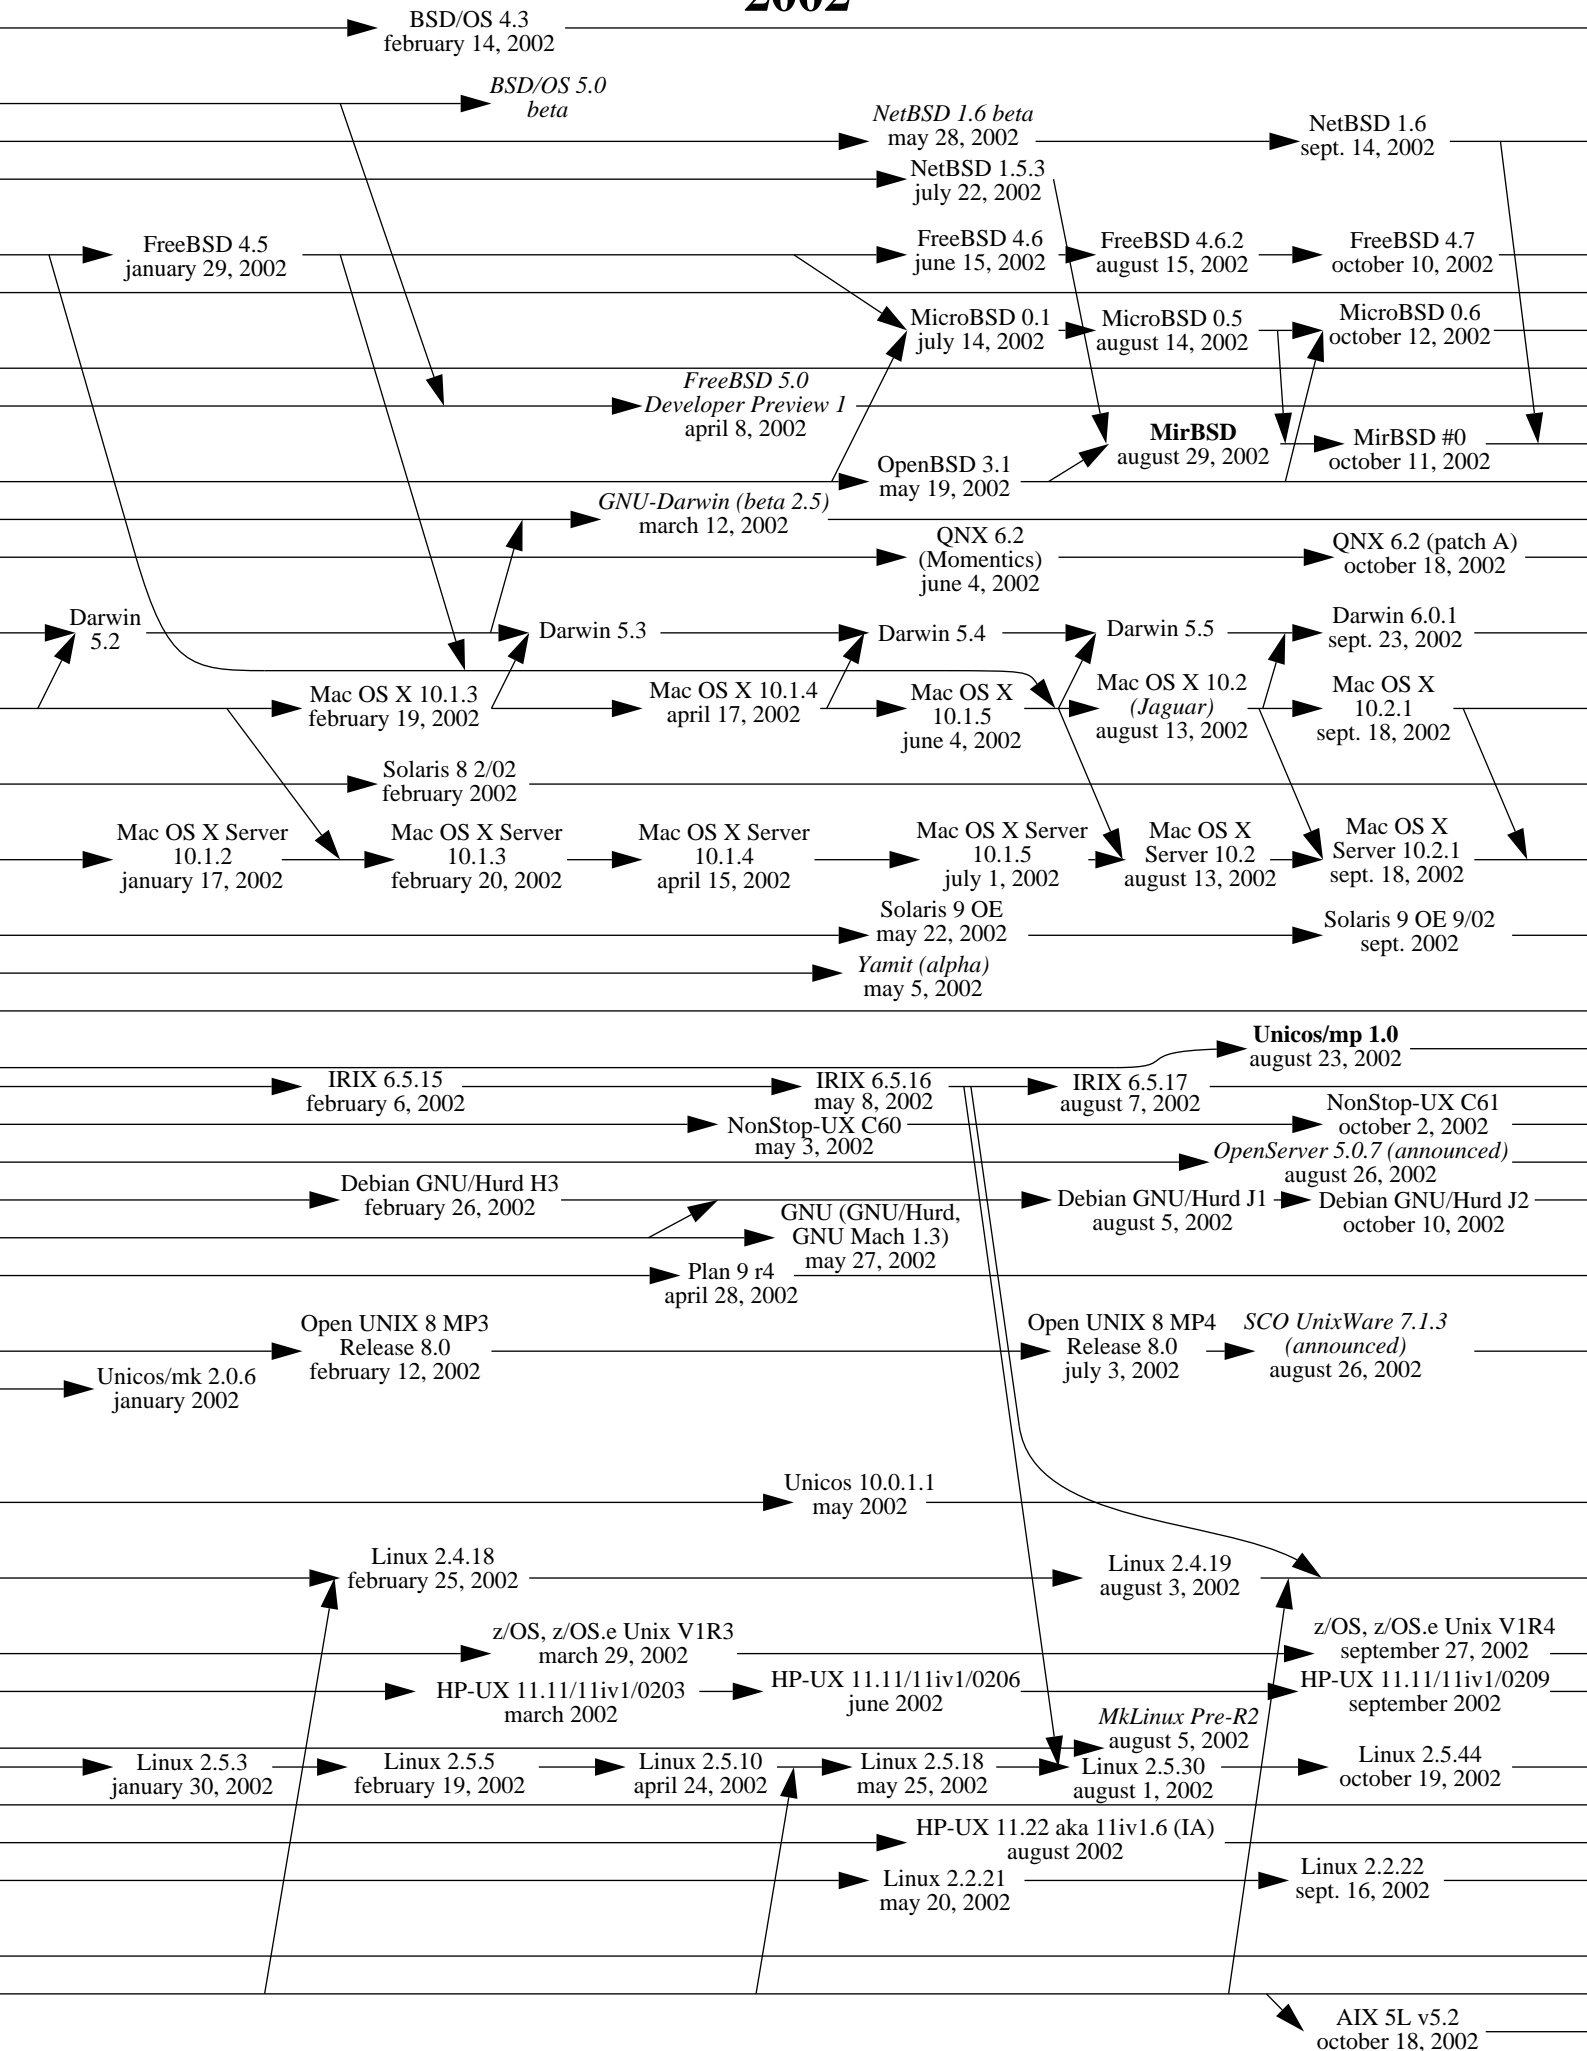 2002
BSD/OS 4.3
february 14, 2002
BSD/OS 5.0
beta
NetBSD 1.6 beta
may 28, 2002
NetBSD 1.6
sept. 14, 2002
NetBSD 1.5.3
july 22, 2002
FreeBSD 4.5
january 29, 2002
FreeBSD 4.6
june 15, 2002
FreeBSD 4.6.2
august 15, 2002
FreeBSD 4.7
october 10, 2002
MicroBSD 0.1
july 14, 2002
MicroBSD 0.5
august 14, 2002
MicroBSD 0.6
october 12, 2002
FreeBSD 5.0
Developer Preview 1
april 8, 2002
MirBSD
august 29, 2002
MirBSD #0
october 11, 2002
OpenBSD 3.1
may 19, 2002
GNU-Darwin (beta 2.5)
march 12, 2002
QNX 6.2
(Momentics)
june 4, 2002
QNX 6.2 (patch A)
october 18, 2002
Darwin
5.2
Darwin 5.3
Darwin 5.4
Darwin 5.5
Darwin 6.0.1
sept. 23, 2002
Mac OS X 10.1.3
february 19, 2002
Mac OS X 10.1.4
april 17, 2002
Mac OS X
10.1.5
june 4, 2002
Mac OS X 10.2
(Jaguar)
august 13, 2002
Mac OS X
10.2.1
sept. 18, 2002
Solaris 8 2/02
february 2002
Mac OS X Server
10.1.2
january 17, 2002
Mac OS X Server
10.1.3
february 20, 2002
Mac OS X Server
10.1.4
april 15, 2002
Mac OS X Server
10.1.5
july 1, 2002
Mac OS X
Server 10.2
august 13, 2002
Mac OS X
Server 10.2.1
sept. 18, 2002
Solaris 9 OE
may 22, 2002
Solaris 9 OE 9/02
sept. 2002
Yamit (alpha)
may 5, 2002
Unicos/mp 1.0
august 23, 2002
IRIX 6.5.15
february 6, 2002
IRIX 6.5.16
may 8, 2002
IRIX 6.5.17
august 7, 2002
NonStop-UX C60
may 3, 2002
NonStop-UX C61
october 2, 2002
OpenServer 5.0.7 (announced)
august 26, 2002
Debian GNU/Hurd H3
february 26, 2002
Debian GNU/Hurd J1
august 5, 2002
Debian GNU/Hurd J2
october 10, 2002
GNU (GNU/Hurd,
GNU Mach 1.3)
may 27, 2002
Plan 9 r4
april 28, 2002
Open UNIX 8 MP3
Release 8.0
february 12, 2002
Open UNIX 8 MP4
Release 8.0
july 3, 2002
SCO UnixWare 7.1.3
(announced)
august 26, 2002
Unicos/mk 2.0.6
january 2002
Unicos 10.0.1.1
may 2002
Linux 2.4.18
february 25, 2002
Linux 2.4.19
august 3, 2002
z/OS, z/OS.e Unix V1R3
march 29, 2002
z/OS, z/OS.e Unix V1R4
september 27, 2002
HP-UX 11.11/11iv1/0203
march 2002
HP-UX 11.11/11iv1/0206
june 2002
HP-UX 11.11/11iv1/0209
september 2002
MkLinux Pre-R2
august 5, 2002
Linux 2.5.3
january 30, 2002
Linux 2.5.5
february 19, 2002
Linux 2.5.10
april 24, 2002
Linux 2.5.18
may 25, 2002
Linux 2.5.30
august 1, 2002
Linux 2.5.44
october 19, 2002
HP-UX 11.22 aka 11iv1.6 (IA)
august 2002
Linux 2.2.21
may 20, 2002
Linux 2.2.22
sept. 16, 2002
AIX 5L v5.2
october 18, 2002